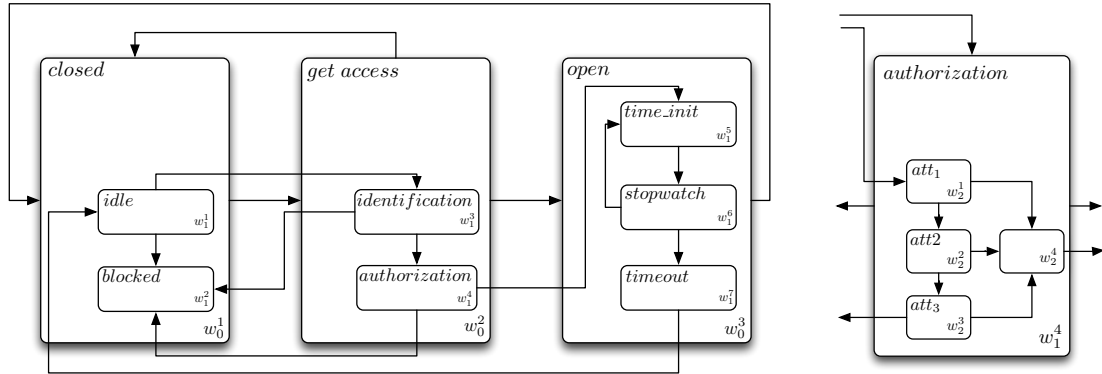 closed
get access
open
authorization
time_init
w_1^5
att_1
w_2^1
idle
w_1^1
identification
w_1^3
stopwatch
w_1^6
att2
w_2^2
w_2^4
blocked
w_1^2
authorization
w_1^4
timeout
w_1^7
att_3
w_2^3
w_0^1
w_0^2
w_0^3
w_1^4